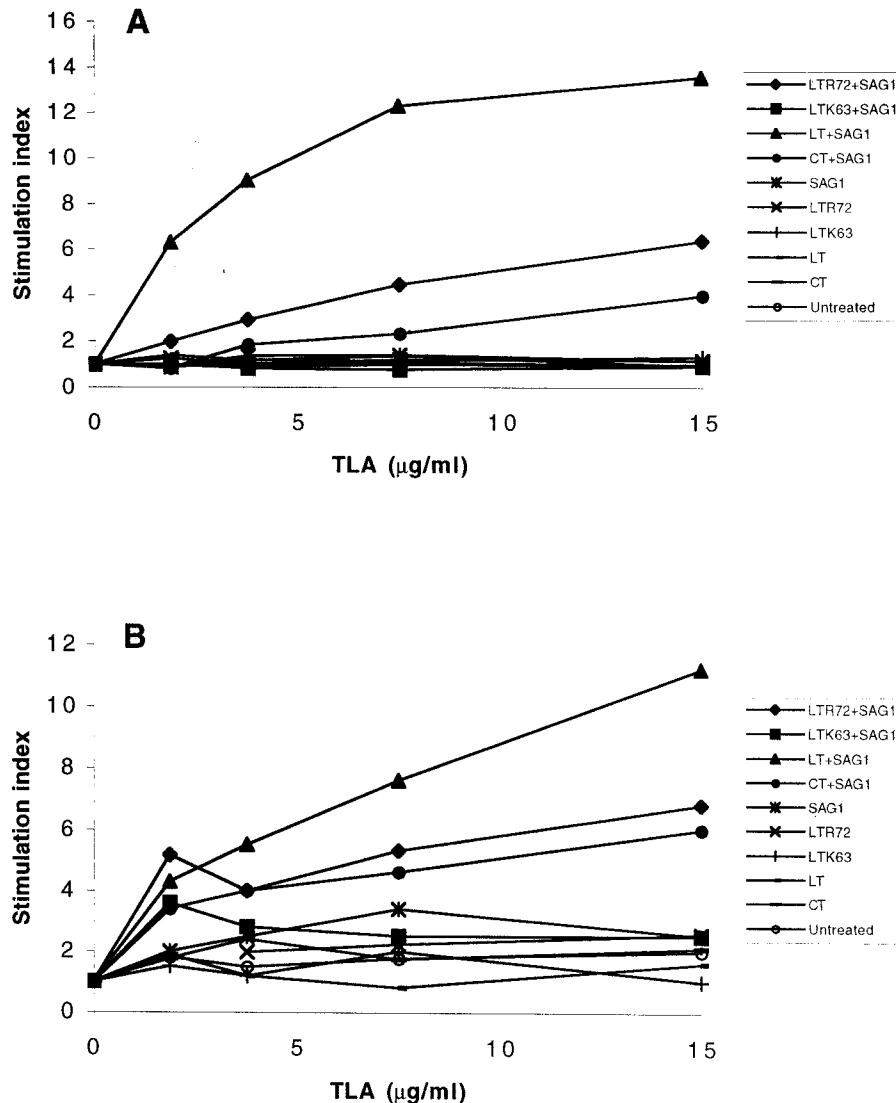 A
16
14
12
10
8
6
4
2
0
Stimulation index
0 5 10 15
TLA (μg/ml)
LTR72+SAG1
LTK63+SAG1
LT+SAG1
CT+SAG1
SAG1
LTR72
LTK63
LT
CT
Untreated
B
12
10
8
6
4
2
0
Stimulation index
0 5 10 15
TLA (μg/ml)
LTR72+SAG1
LTK63+SAG1
LT+SAG1
CT+SAG1
SAG1
LTR72
LTK63
LT
CT
Untreated